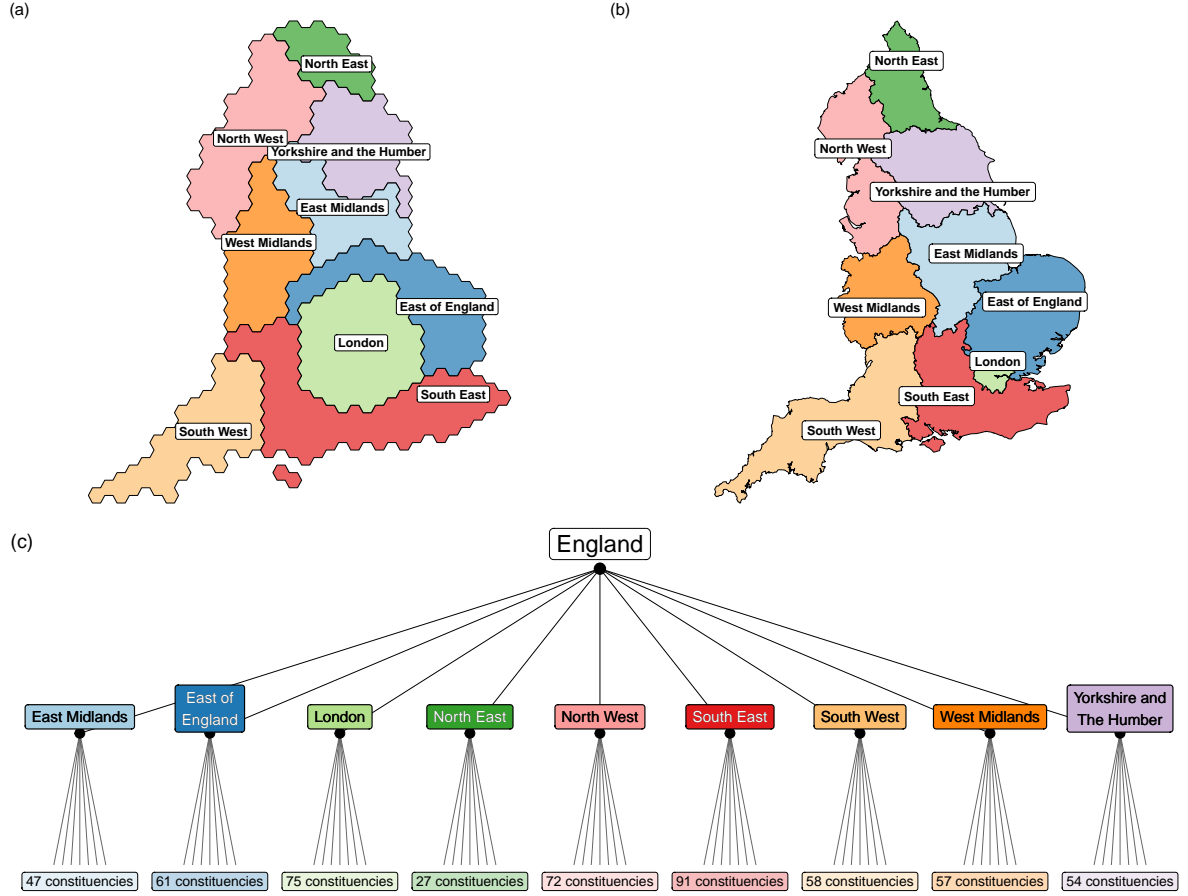 (a)
North East
North West
Yorkshire and the Humber
East Midlands
West Midlands
East of England
London
South East
South West
(b)
North East
North West
Yorkshire and the Humber
East Midlands
East of England
West Midlands
London
South East
South West
(c)
England
East Midlands
East of
England
London
North East
North West
South East
South West
West Midlands
Yorkshire and
The Humber
47 constituencies
61 constituencies
75 constituencies
27 constituencies
72 constituencies
91 constituencies
58 constituencies
57 constituencies
54 constituencies